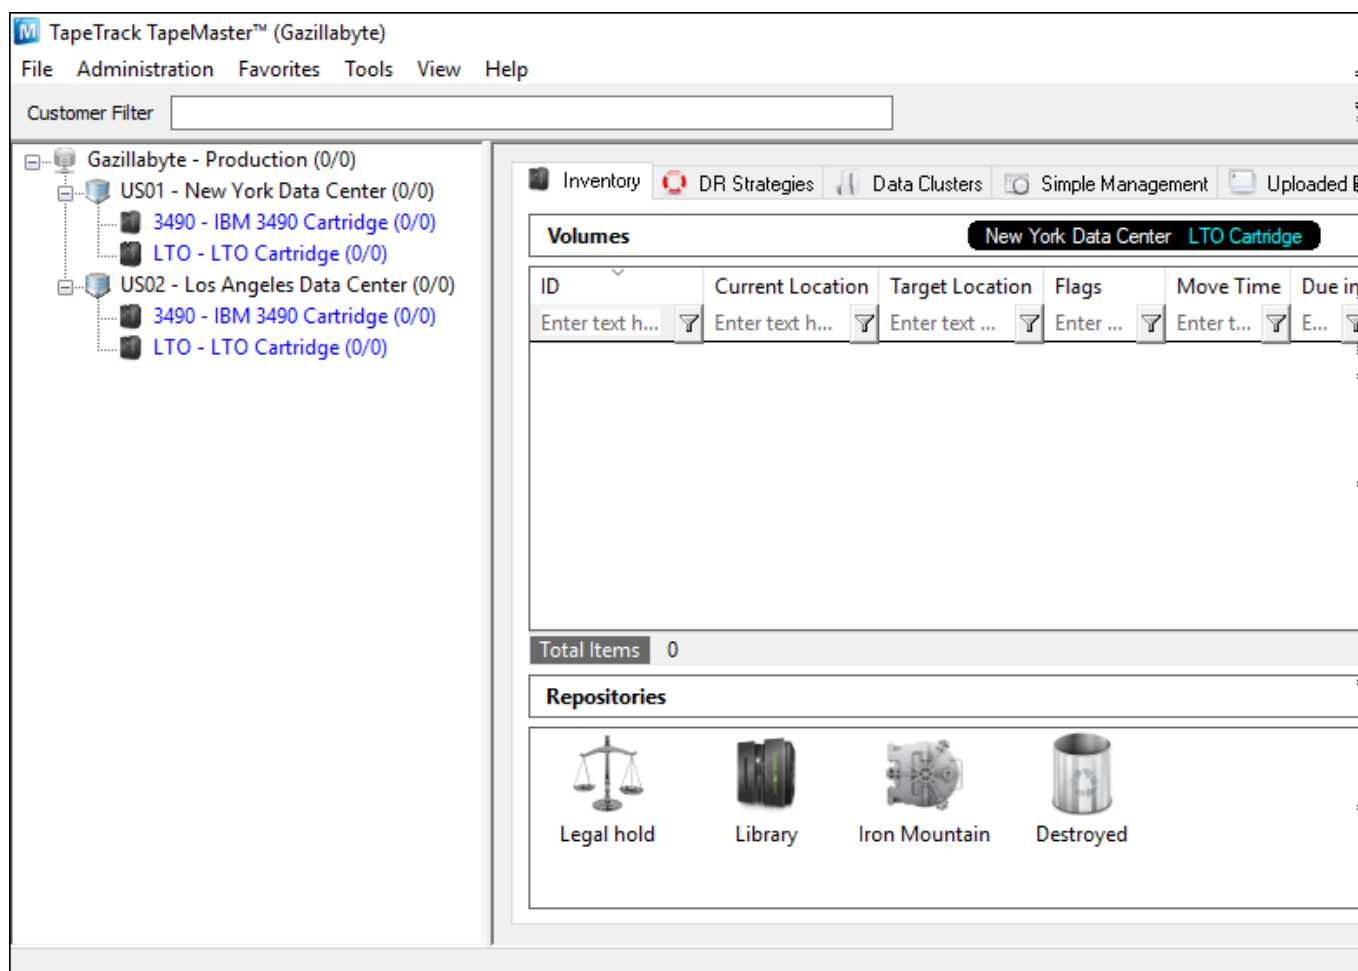 TapeTrack TapeMaster™ (Gazillabyte)
File Administration Favorites Tools View Help
Customer Filter
Gazillabyte - Production (0/0)
US01 - New York Data Center (0/0)
3490 - IBM 3490 Cartridge (0/0)
LTO - LTO Cartridge (0/0)
US02 - Los Angeles Data Center (0/0)
3490 - IBM 3490 Cartridge (0/0)
LTO - LTO Cartridge (0/0)
Inventory DR Strategies Data Clusters Simple Management Uploaded
Volumes New York Data Center LTO Cartridge
ID Current Location Target Location Flags Move Time Due in
Enter text h... Enter text h... Enter text ... Enter ... Enter t... E...
Total Items 0
Repositories
Legal hold Library Iron Mountain Destroyed